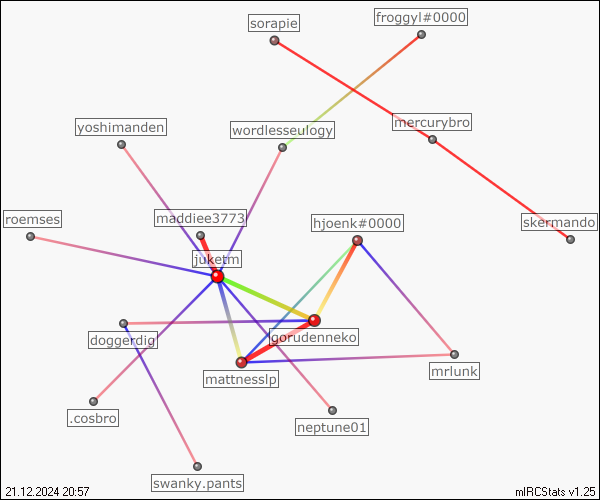 froggyl#0000
sorapie
mercurybro
yoshimanden
wordlesseulogy
maddiee3773
roemses
hjoenk#0000
skermando
juketm
gorudenneko
doggerdig
mrlunk
mattnesslp
.cosbro
neptune01
swanky.pants
21.12.2024 20:57
mIRCStats v1.25